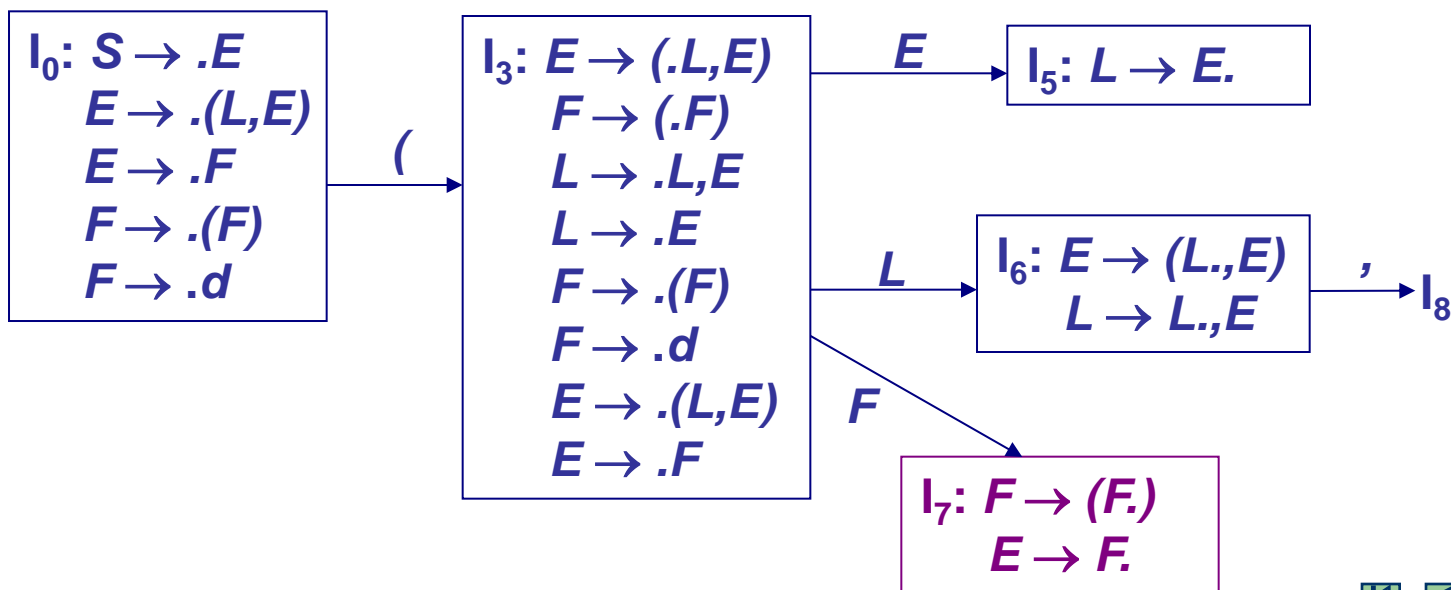 I₀: S → .E
E → .(L,E)
E → .F
F → .(F)
F → .d
(
I₃: E → (.L,E)
F → (.F)
L → .L,E
L → .E
F → .(F)
F → .d
E → .(L,E)
E → .F
E
I₅: L → E.
L
I₆: E → (L.,E)
L → L.,E
,
I₈
F
I₇: F → (F.)
E → F.